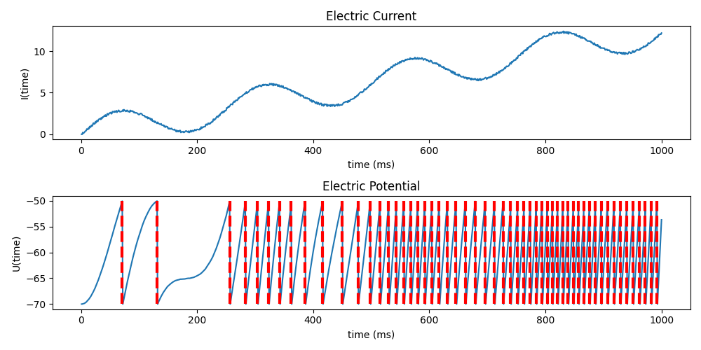 Electric Current
10
5
0
I(time)
0 200 400 600 800 1000
time (ms)
Electric Potential
−50
−55
−60
−65
−70
U(time)
0 200 400 600 800 1000
time (ms)